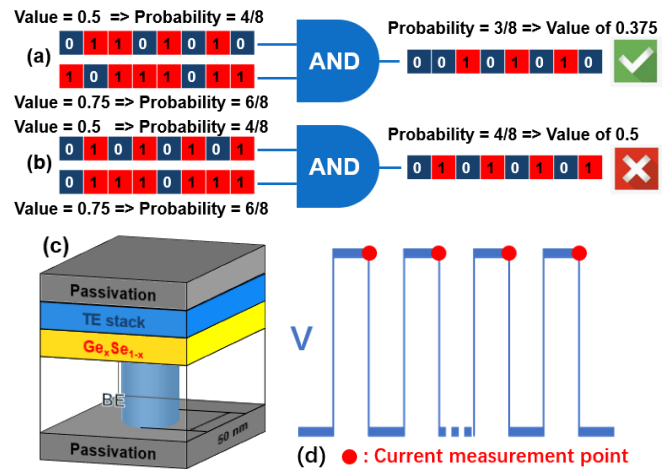 Value = 0.5 => Probability = 4/8
(a)
0 1 1 0 1 0 1 0
1 0 1 1 1 0 1 1
Value = 0.75 => Probability = 6/8
AND
Probability = 3/8 => Value of 0.375
0 0 1 0 1 0 1 0
Value = 0.5 => Probability = 4/8
(b)
0 1 0 1 0 1 0 1
0 1 1 1 0 1 1 1
Value = 0.75 => Probability = 6/8
AND
Probability = 4/8 => Value of 0.5
0 1 0 1 0 1 0 1
(c)
Passivation
TE stack
GexSe1-x
BE
50 nm
Passivation
V
(d)
: Current measurement point